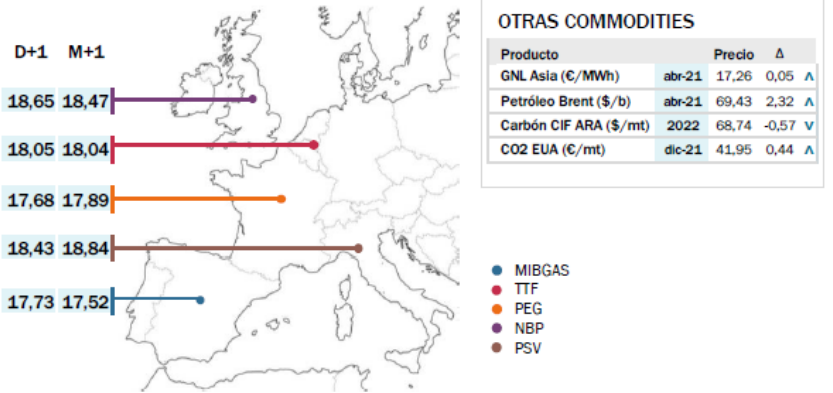 D+1 M+1
18,65 18,47
18,05 18,04
17,68 17,89
18,43 18,84
17,73 17,52
OTRAS COMMODITIES
Producto Precio Δ
GNL Asia (€/MWh) abr-21 17,26 0,05 ʌ
Petróleo Brent ($/b) abr-21 69,43 2,32 ʌ
Carbón CIF ARA ($/mt) 2022 68,74 -0,57 v
CO2 EUA (€/mt) dic-21 41,95 0,44 ʌ
MIBGAS
TTF
PEG
NBP
PSV